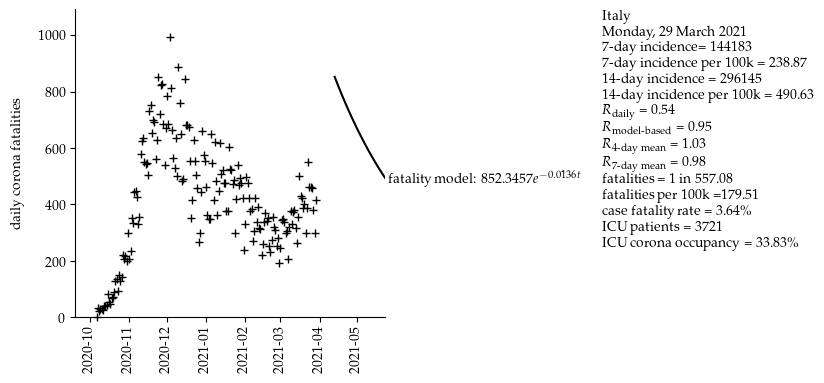 daily corona fatalities
1000
800
600
400
200
0
2020-10
2020-11
2020-12
2021-01
2021-02
2021-03
2021-04
2021-05
fatality model: 852.3457e^{-0.0136t}
Italy
Monday, 29 March 2021
7-day incidence= 144183
7-day incidence per 100k = 238.87
14-day incidence = 296145
14-day incidence per 100k = 490.63
R_daily = 0.54
R_model-based = 0.95
R_4-day mean = 1.03
R_7-day mean = 0.98
fatalities = 1 in 557.08
fatalities per 100k =179.51
case fatality rate = 3.64%
ICU patients = 3721
ICU corona occupancy = 33.83%